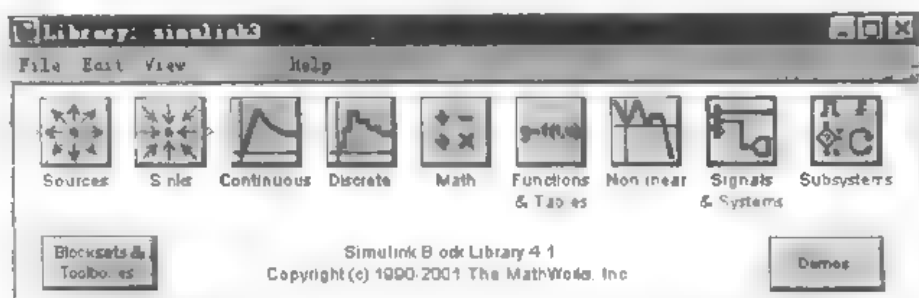 Library: simulink3
File Edit View Help
Sources Sinks Continuous Discrete Math Functions & Tables Nonlinear Signals & Systems Subsystems
Blocksets & Toolboxes
Simulink Block Library 4.1
Copyright (c) 1990-2001 The MathWorks, Inc
Demos